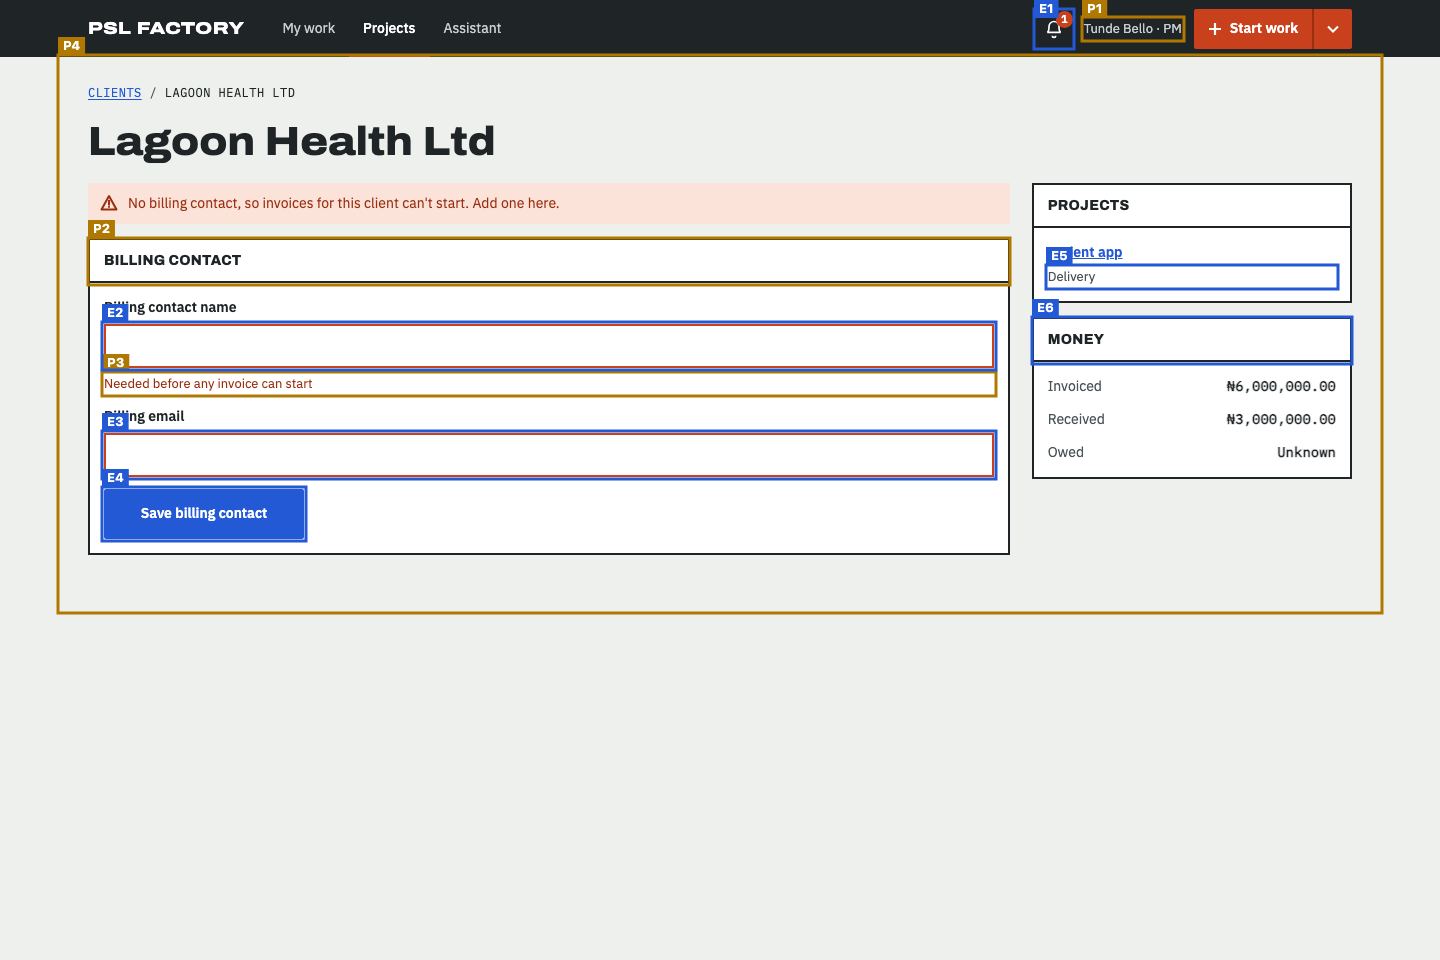 PSL FACTORY
My work
Projects
Assistant
E1
1
P1
Tunde Bello · PM
Start work
P4
CLIENTS / LAGOON HEALTH LTD
Lagoon Health Ltd
No billing contact, so invoices for this client can't start. Add one here.
P2
BILLING CONTACT
Billing contact name
E2
P3
Needed before any invoice can start
Billing email
E3
E4
Save billing contact
PROJECTS
app
E5
Delivery
E6
MONEY
Invoiced ₦6,000,000.00
Received ₦3,000,000.00
Owed Unknown